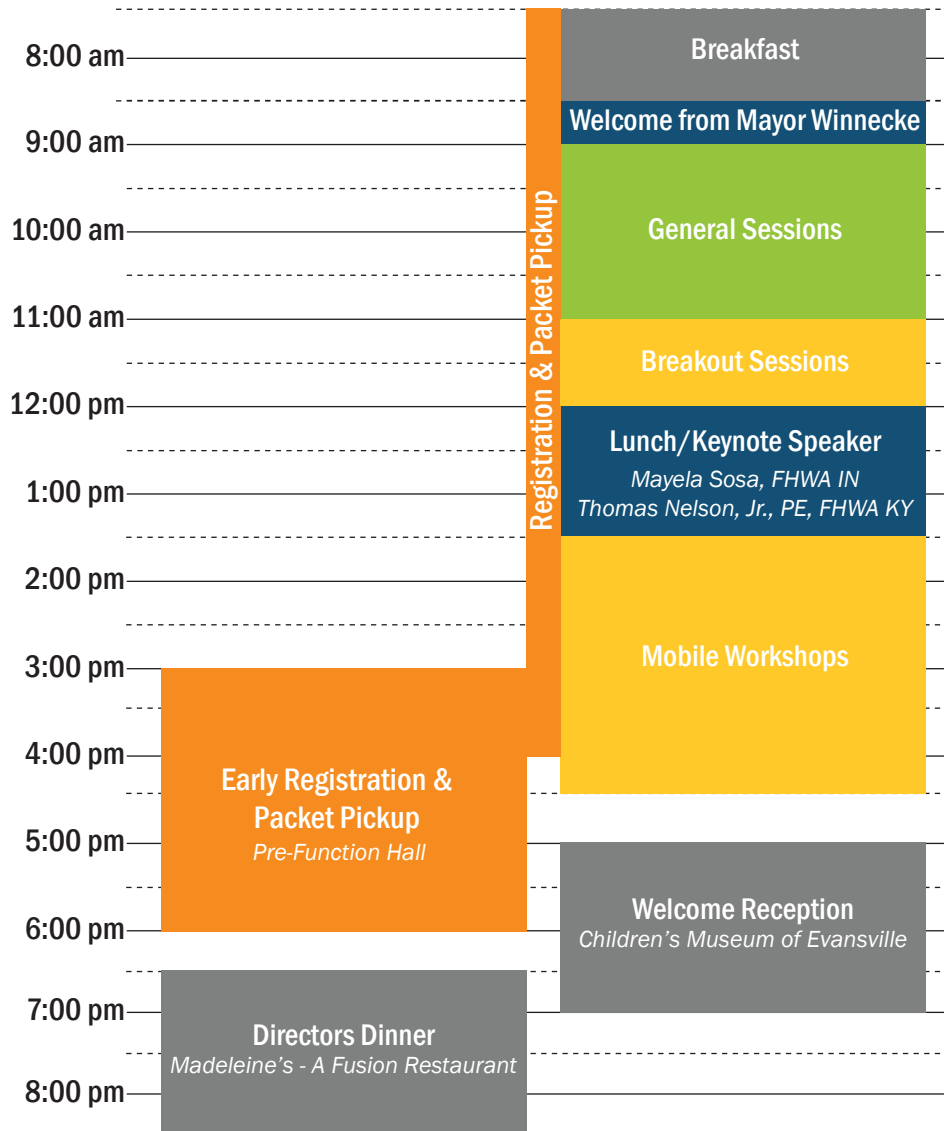 8:00 am
9:00 am
10:00 am
11:00 am
12:00 pm
1:00 pm
2:00 pm
3:00 pm
4:00 pm
5:00 pm
6:00 pm
7:00 pm
8:00 pm
Early Registration &
Packet Pickup
Pre-Function Hall
Directors Dinner
Madeleine's - A Fusion Restaurant
Registration & Packet Pickup
Breakfast
Welcome from Mayor Winnecke
General Sessions
Breakout Sessions
Lunch/Keynote Speaker
Mayela Sosa, FHWA IN
Thomas Nelson, Jr., PE, FHWA KY
Mobile Workshops
Welcome Reception
Children's Museum of Evansville